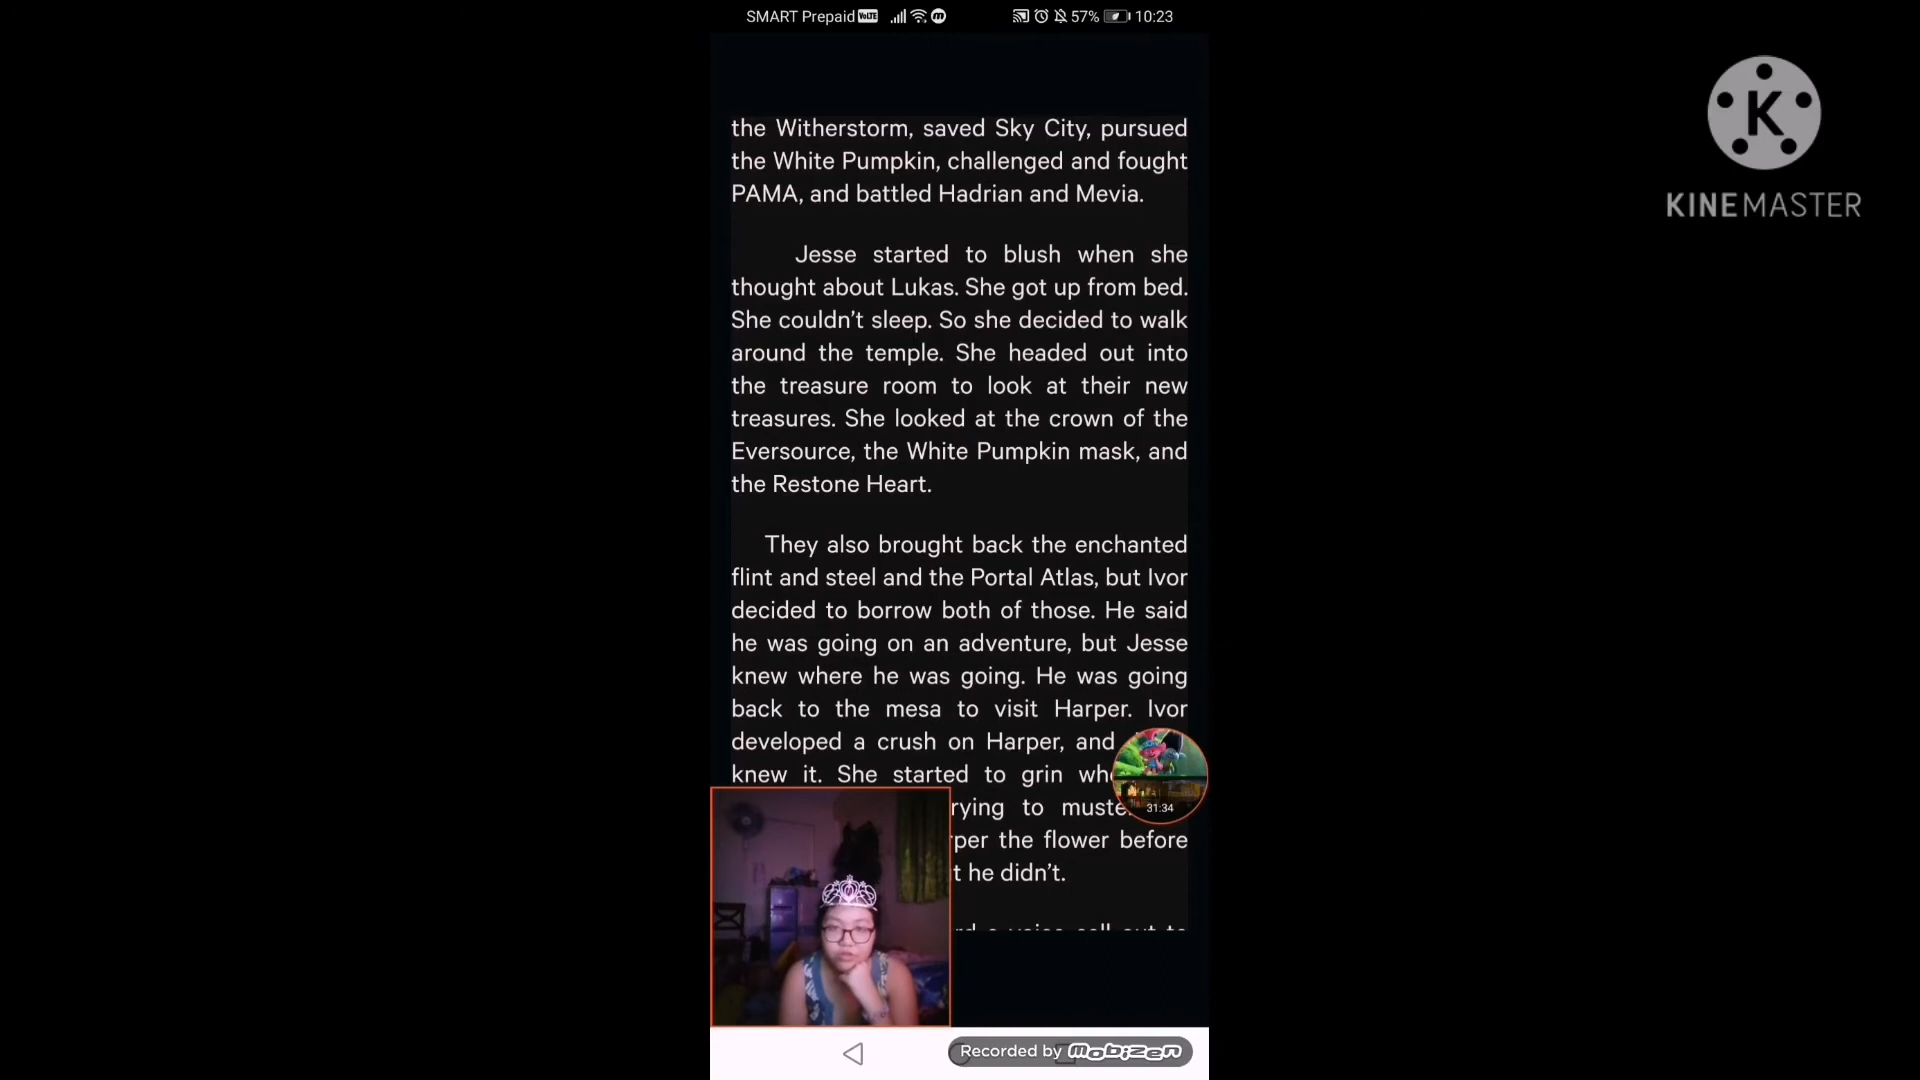 SMART Prepaid VoLTE 57% 10:23
the Witherstorm, saved Sky City, pursued
the White Pumpkin, challenged and fought
PAMA, and battled Hadrian and Mevia.
Jesse started to blush when she
thought about Lukas. She got up from bed.
She couldn’t sleep. So she decided to walk
around the temple. She headed out into
the treasure room to look at their new
treasures. She looked at the crown of the
Eversource, the White Pumpkin mask, and
the Restone Heart.
They also brought back the enchanted
flint and steel and the Portal Atlas, but Ivor
decided to borrow both of those. He said
he was going on an adventure, but Jesse
knew where he was going. He was going
back to the mesa to visit Harper. Ivor
developed a crush on Harper, and
knew it. She started to grin
to
the flower before
he didn’t.
31:34
Recorded by mobizen
K
KINEMASTER